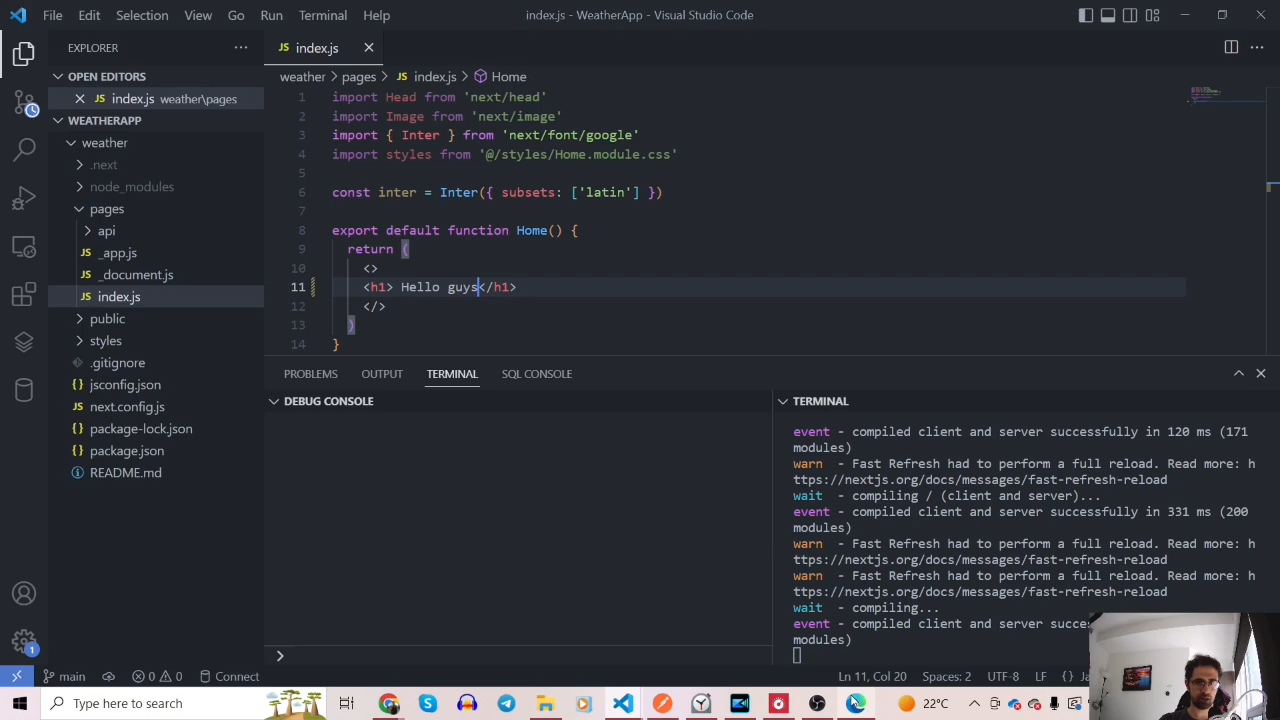 File Edit Selection View Go Run Terminal Help index.js - WeatherApp - Visual Studio Code
EXPLORER ...
JS index.js
OPEN EDITORS
JS index.js weather\pages
WEATHERAPP
weather
.next
node_modules
pages
api
JS _app.js
JS _document.js
JS index.js
public
styles
.gitignore
{} jsconfig.json
JS next.config.js
{} package-lock.json
{} package.json
README.md
weather > pages > JS index.js > Home
1 import Head from 'next/head'
2 import Image from 'next/image'
3 import { Inter } from 'next/font/google'
4 import styles from '@/styles/Home.module.css'
5
6 const inter = Inter({ subsets: ['latin'] })
7
8 export default function Home() {
9 return (
10 <>
11 <h1> Hello guys</h1>
12 </>
13 )
14 }
PROBLEMS OUTPUT TERMINAL SQL CONSOLE
DEBUG CONSOLE
TERMINAL
event - compiled client and server successfully in 120 ms (171
modules)
warn - Fast Refresh had to perform a full reload. Read more: h
ttps://nextjs.org/docs/messages/fast-refresh-reload
wait - compiling / (client and server)...
event - compiled client and server successfully in 331 ms (200
modules)
warn - Fast Refresh had to perform a full reload. Read more: h
ttps://nextjs.org/docs/messages/fast-refresh-reload
warn - Fast Refresh had to perform a full reload. Read more: h
ttps://nextjs.org/docs/messages/fast-refresh-reload
wait - compiling...
event - compiled client and server
modules)
1
main 0 0 Connect Ln 11, Col 20 Spaces: 2 UTF-8 LF {}
Type here to search 22°C